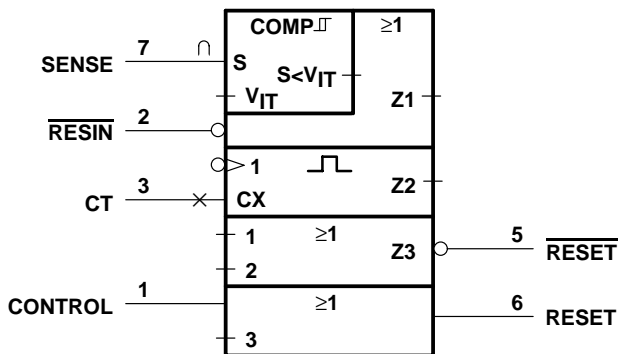 COMP ≥1
7 ∩
SENSE S
S<VIT
VIT Z1
2
RESIN
1
Z2
3
CT CX
1 ≥1
5
Z3 RESET
2
1
CONTROL ≥1
6
RESET
3